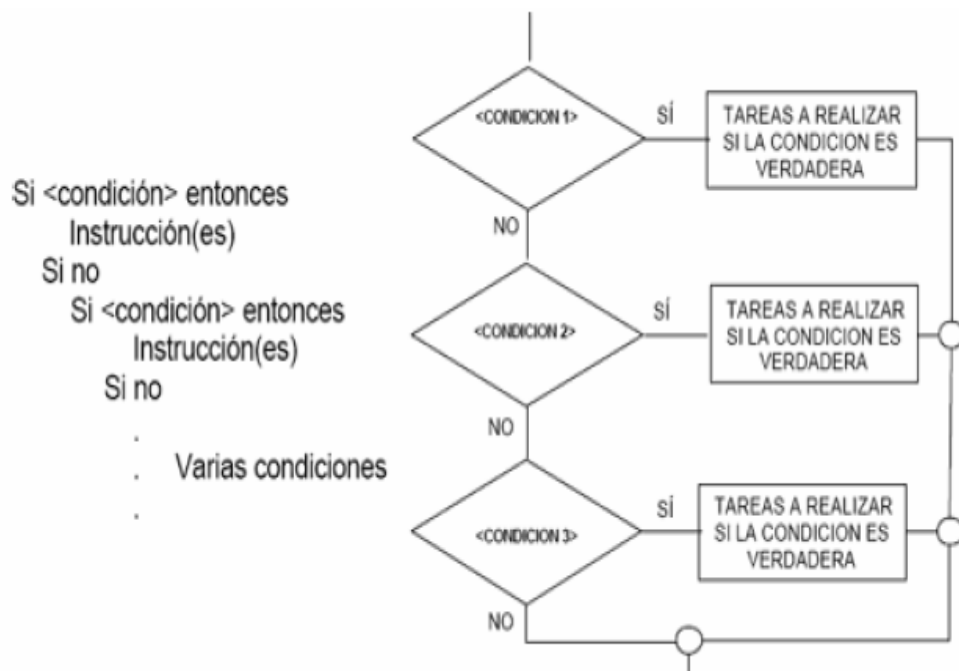 Si <condición> entonces
Instrucción(es)
Si no
Si <condición> entonces
Instrucción(es)
Si no
.
. Varias condiciones
.
<CONDICION 1>
SÍ
TAREAS A REALIZAR
SI LA CONDICION ES
VERDADERA
NO
<CONDICION 2>
SÍ
TAREAS A REALIZAR
SI LA CONDICION ES
VERDADERA
NO
<CONDICION 3>
SÍ
TAREAS A REALIZAR
SI LA CONDICION ES
VERDADERA
NO